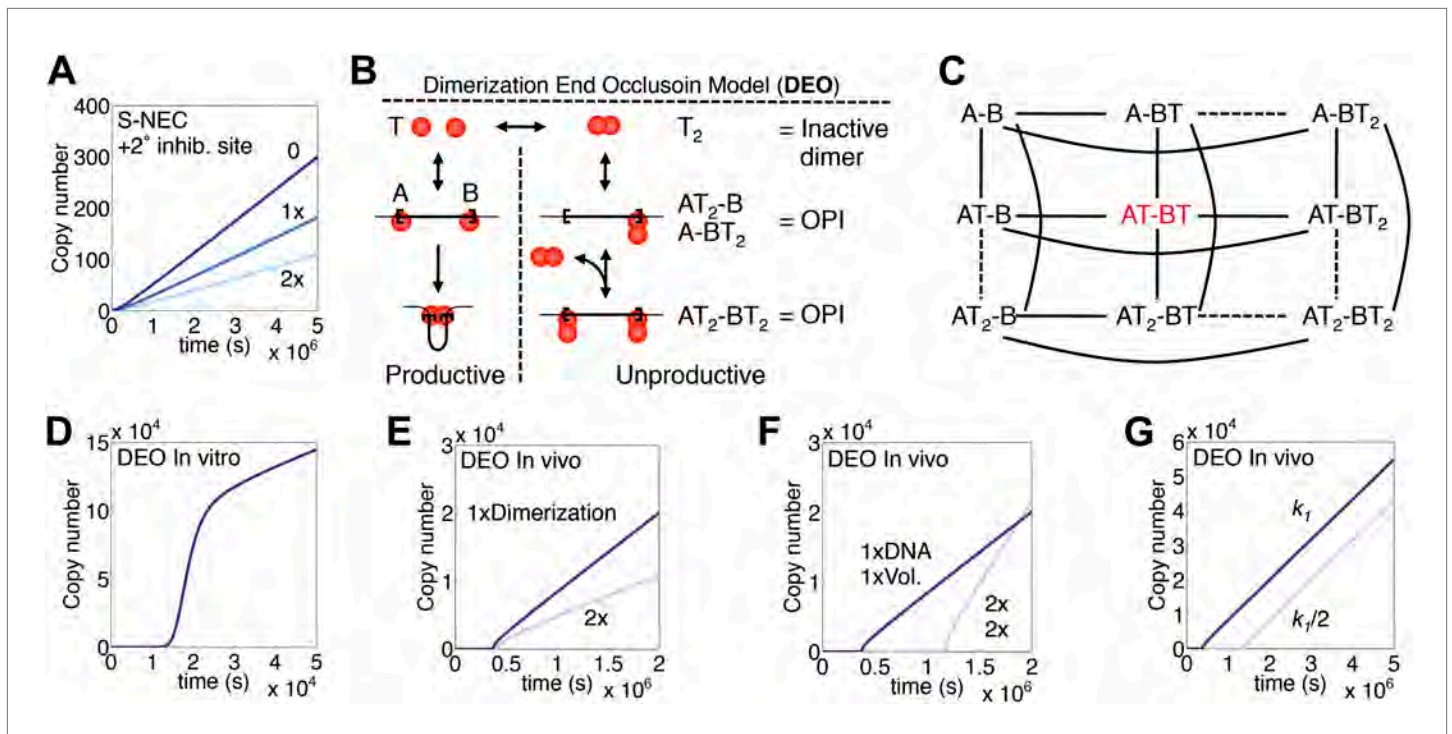 A
400
300
200
100
0
Copy number
S-NEC
+2° inhib. site
0
1x
2x
0 1 2 3 4 5
time (s) x 10⁶
B
Dimerization End Occlusoin Model (DEO)
T
T₂ = Inactive
dimer
A B
AT₂-B
A-BT₂ = OPI
AT₂-BT₂ = OPI
Productive Unproductive
C
A-B A-BT A-BT₂
AT-B AT-BT AT-BT₂
AT₂-B AT₂-BT AT₂-BT₂
D
x 10⁴
15
10
5
0
Copy number
DEO In vitro
0 1 2 3 4 5
time (s) x 10⁴
E
x 10⁴
3
2
1
0
Copy number
DEO In vivo
1xDimerization
2x
0 0.5 1 1.5 2
time (s) x 10⁶
F
x 10⁴
3
2
1
0
Copy number
DEO In vivo
1xDNA
1xVol.
2x
2x
0 0.5 1 1.5 2
time (s) x 10⁶
G
x 10⁴
6
5
4
3
2
1
0
Copy number
DEO In vivo
k₁
k₁/2
0 1 2 3 4 5
time (s) x 10⁶